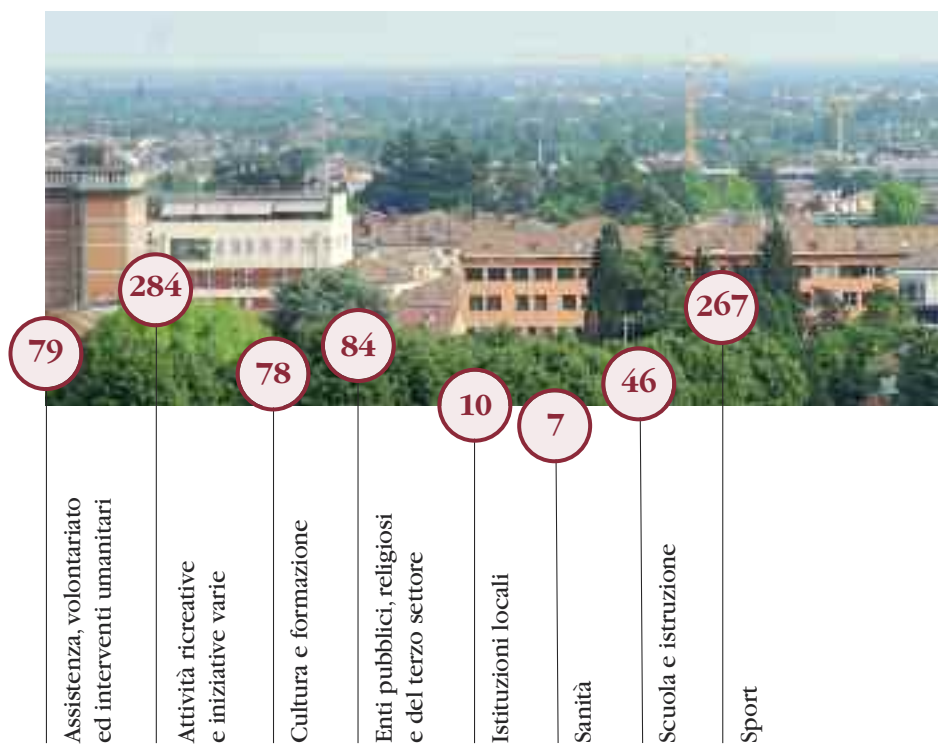 79
Assistenza, volontariato
ed interventi umanitari
284
Attività ricreative
e iniziative varie
78
Cultura e formazione
84
Enti pubblici, religiosi
e del terzo settore
10
Istituzioni locali
7
Sanità
46
Scuola e istruzione
267
Sport